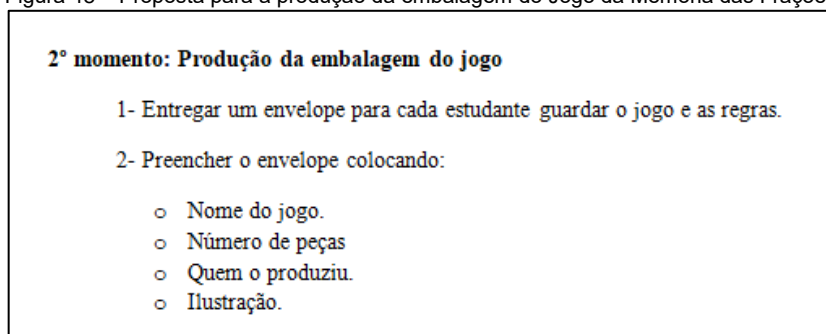 Proposta para a produção da embalagem do Jogo da Memória das Fraçõe
2º momento: Produção da embalagem do jogo
1- Entregar um envelope para cada estudante guardar o jogo e as regras.
2- Preencher o envelope colocando:
o Nome do jogo.
o Número de peças
o Quem o produziu.
o Ilustração.